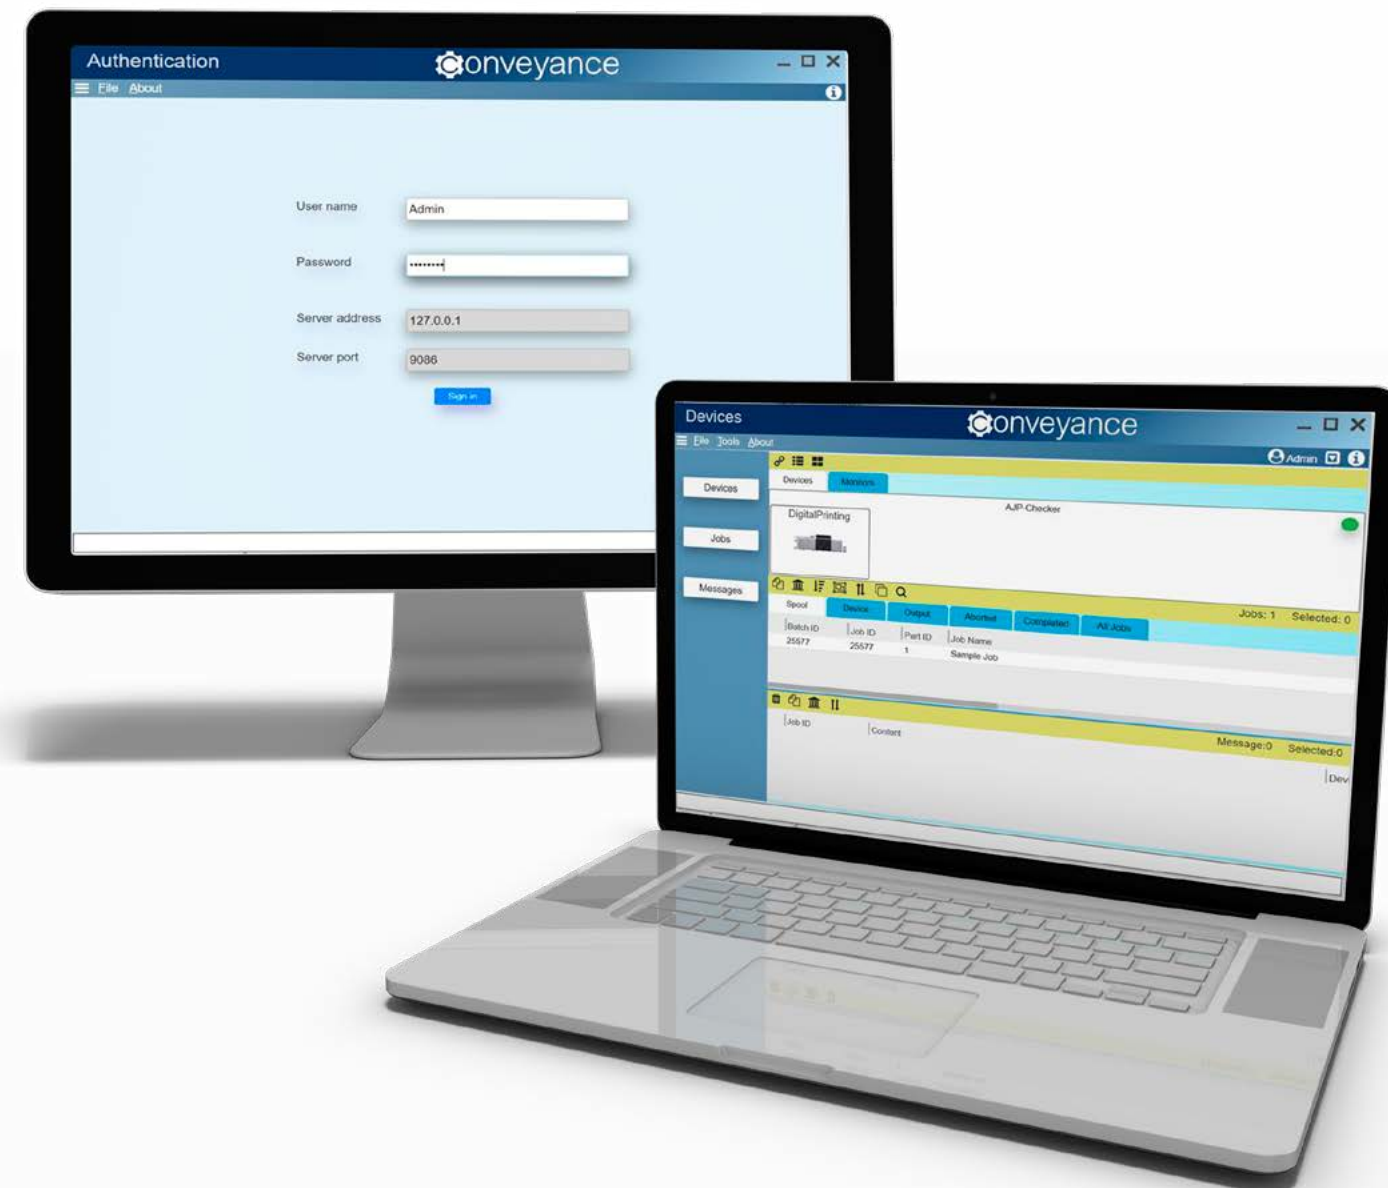 Authentication
Conveyance
File About
User name
Admin
Password
Server address
127.0.0.1
Server port
9086
Sign in
Devices
Conveyance
File Tools About
Admin
Devices
Jobs
Messages
Devices Monitors
AJP-Checker
DigitalPrinting
Jobs: 1 Selected: 0
Spool Device Output Aborted Completed All Jobs
Batch ID Job ID Part ID Job Name
25577 25577 1 Sample Job
Message:0 Selected:0
Job ID Content Devi